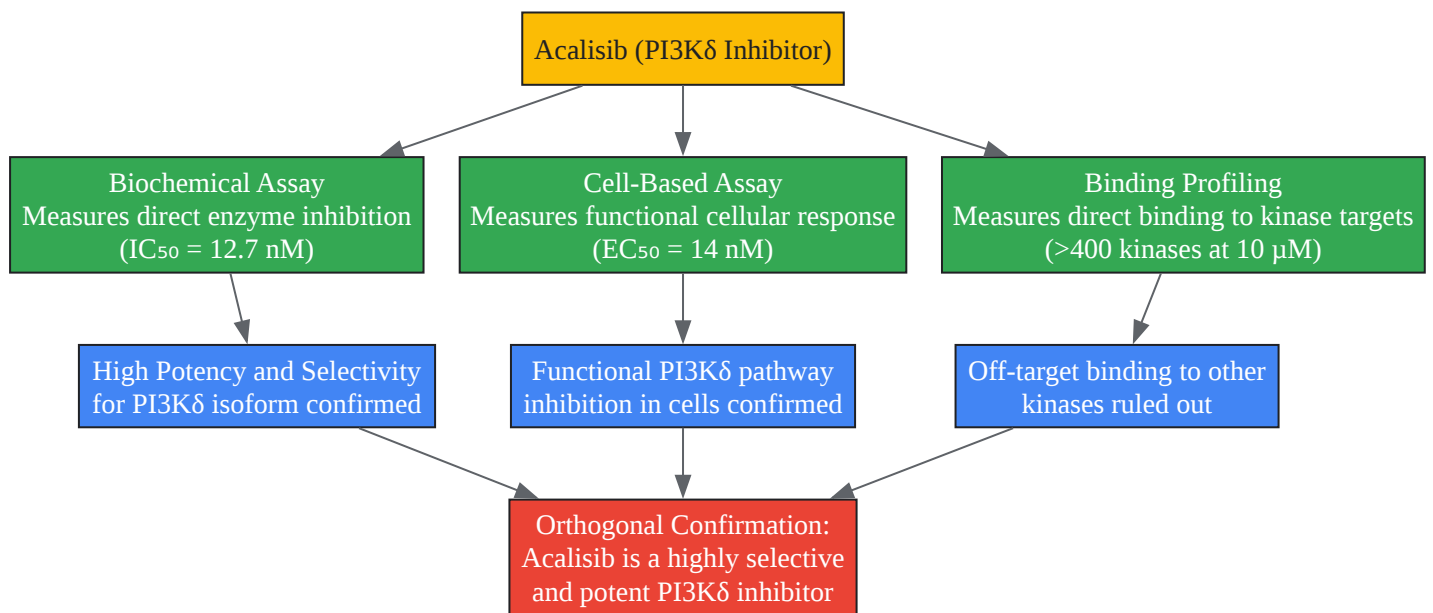 Acalisib (PI3Kδ Inhibitor)
Biochemical Assay
Measures direct enzyme inhibition
(IC₅₀ = 12.7 nM)
Cell-Based Assay
Measures functional cellular response
(EC₅₀ = 14 nM)
Binding Profiling
Measures direct binding to kinase targets
(>400 kinases at 10 µM)
High Potency and Selectivity
for PI3Kδ isoform confirmed
Functional PI3Kδ pathway
inhibition in cells confirmed
Off-target binding to other
kinases ruled out
Orthogonal Confirmation:
Acalisib is a highly selective
and potent PI3Kδ inhibitor